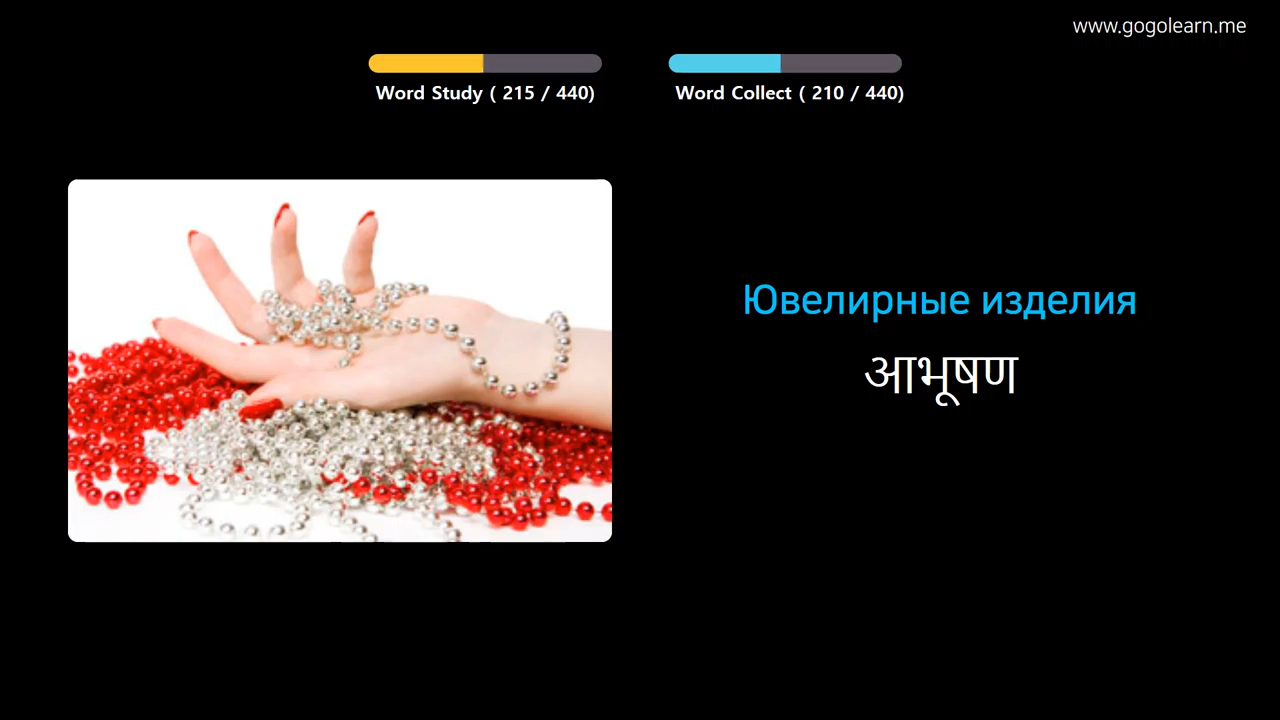 www.gogolearn.me
Word Study ( 215 / 440)
Word Collect ( 210 / 440)
Ювелирные изделия
आभूषण